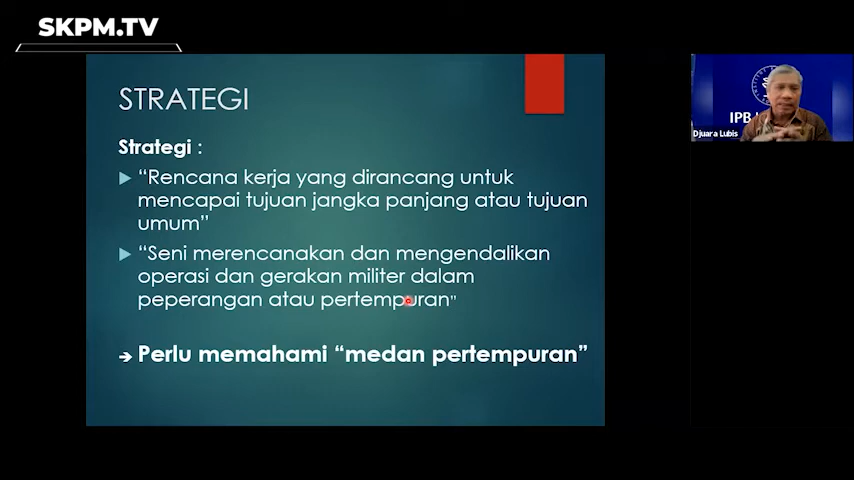 SKPM.TV
STRATEGI
Strategi :
“Rencana kerja yang dirancang untuk
mencapai tujuan jangka panjang atau tujuan
umum”
“Seni merencanakan dan mengendalikan
operasi dan gerakan militer dalam
peperangan atau pertempuran"
Perlu memahami “medan pertempuran”
IPB
Djuara Lubis